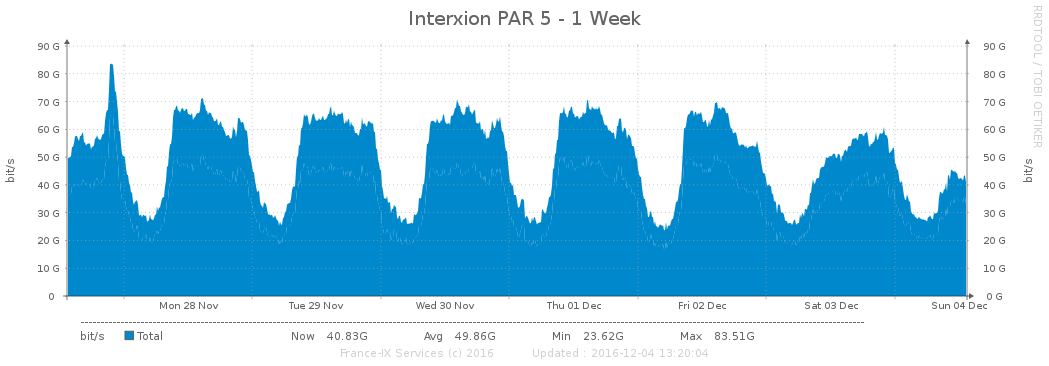 Interxion PAR 5 - 1 Week
RRDTOOL / TOBI OETIKER
90 G 90 G
80 G 80 G
70 G 70 G
60 G 60 G
50 G 50 G
40 G 40 G
30 G 30 G
20 G 20 G
10 G 10 G
0 0 G
bit/s
bit/s
Mon 28 Nov Tue 29 Nov Wed 30 Nov Thu 01 Dec Fri 02 Dec Sat 03 Dec Sun 04 Dec
bit/s Total Now 40.83G Avg 49.86G Min 23.62G Max 83.51G
France-IX Services (c) 2016 Updated : 2016-12-04 13:20:04